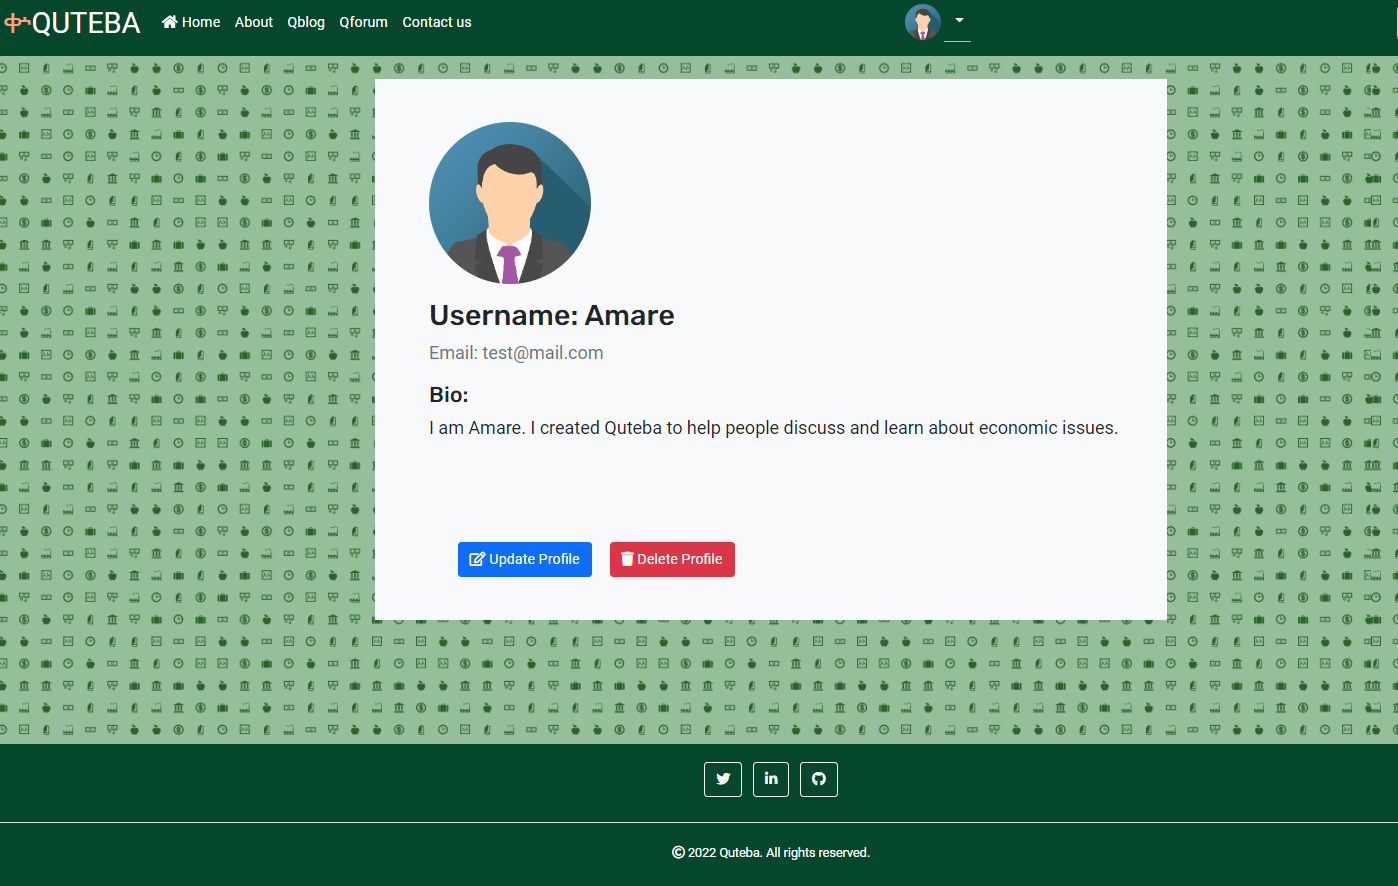 ቀጥQUTEBA Home About Qblog Qforum Contact us
Username: Amare
Email: test@mail.com
Bio:
I am Amare. I created Quteba to help people discuss and learn about economic issues.
Update Profile Delete Profile
© 2022 Quteba. All rights reserved.